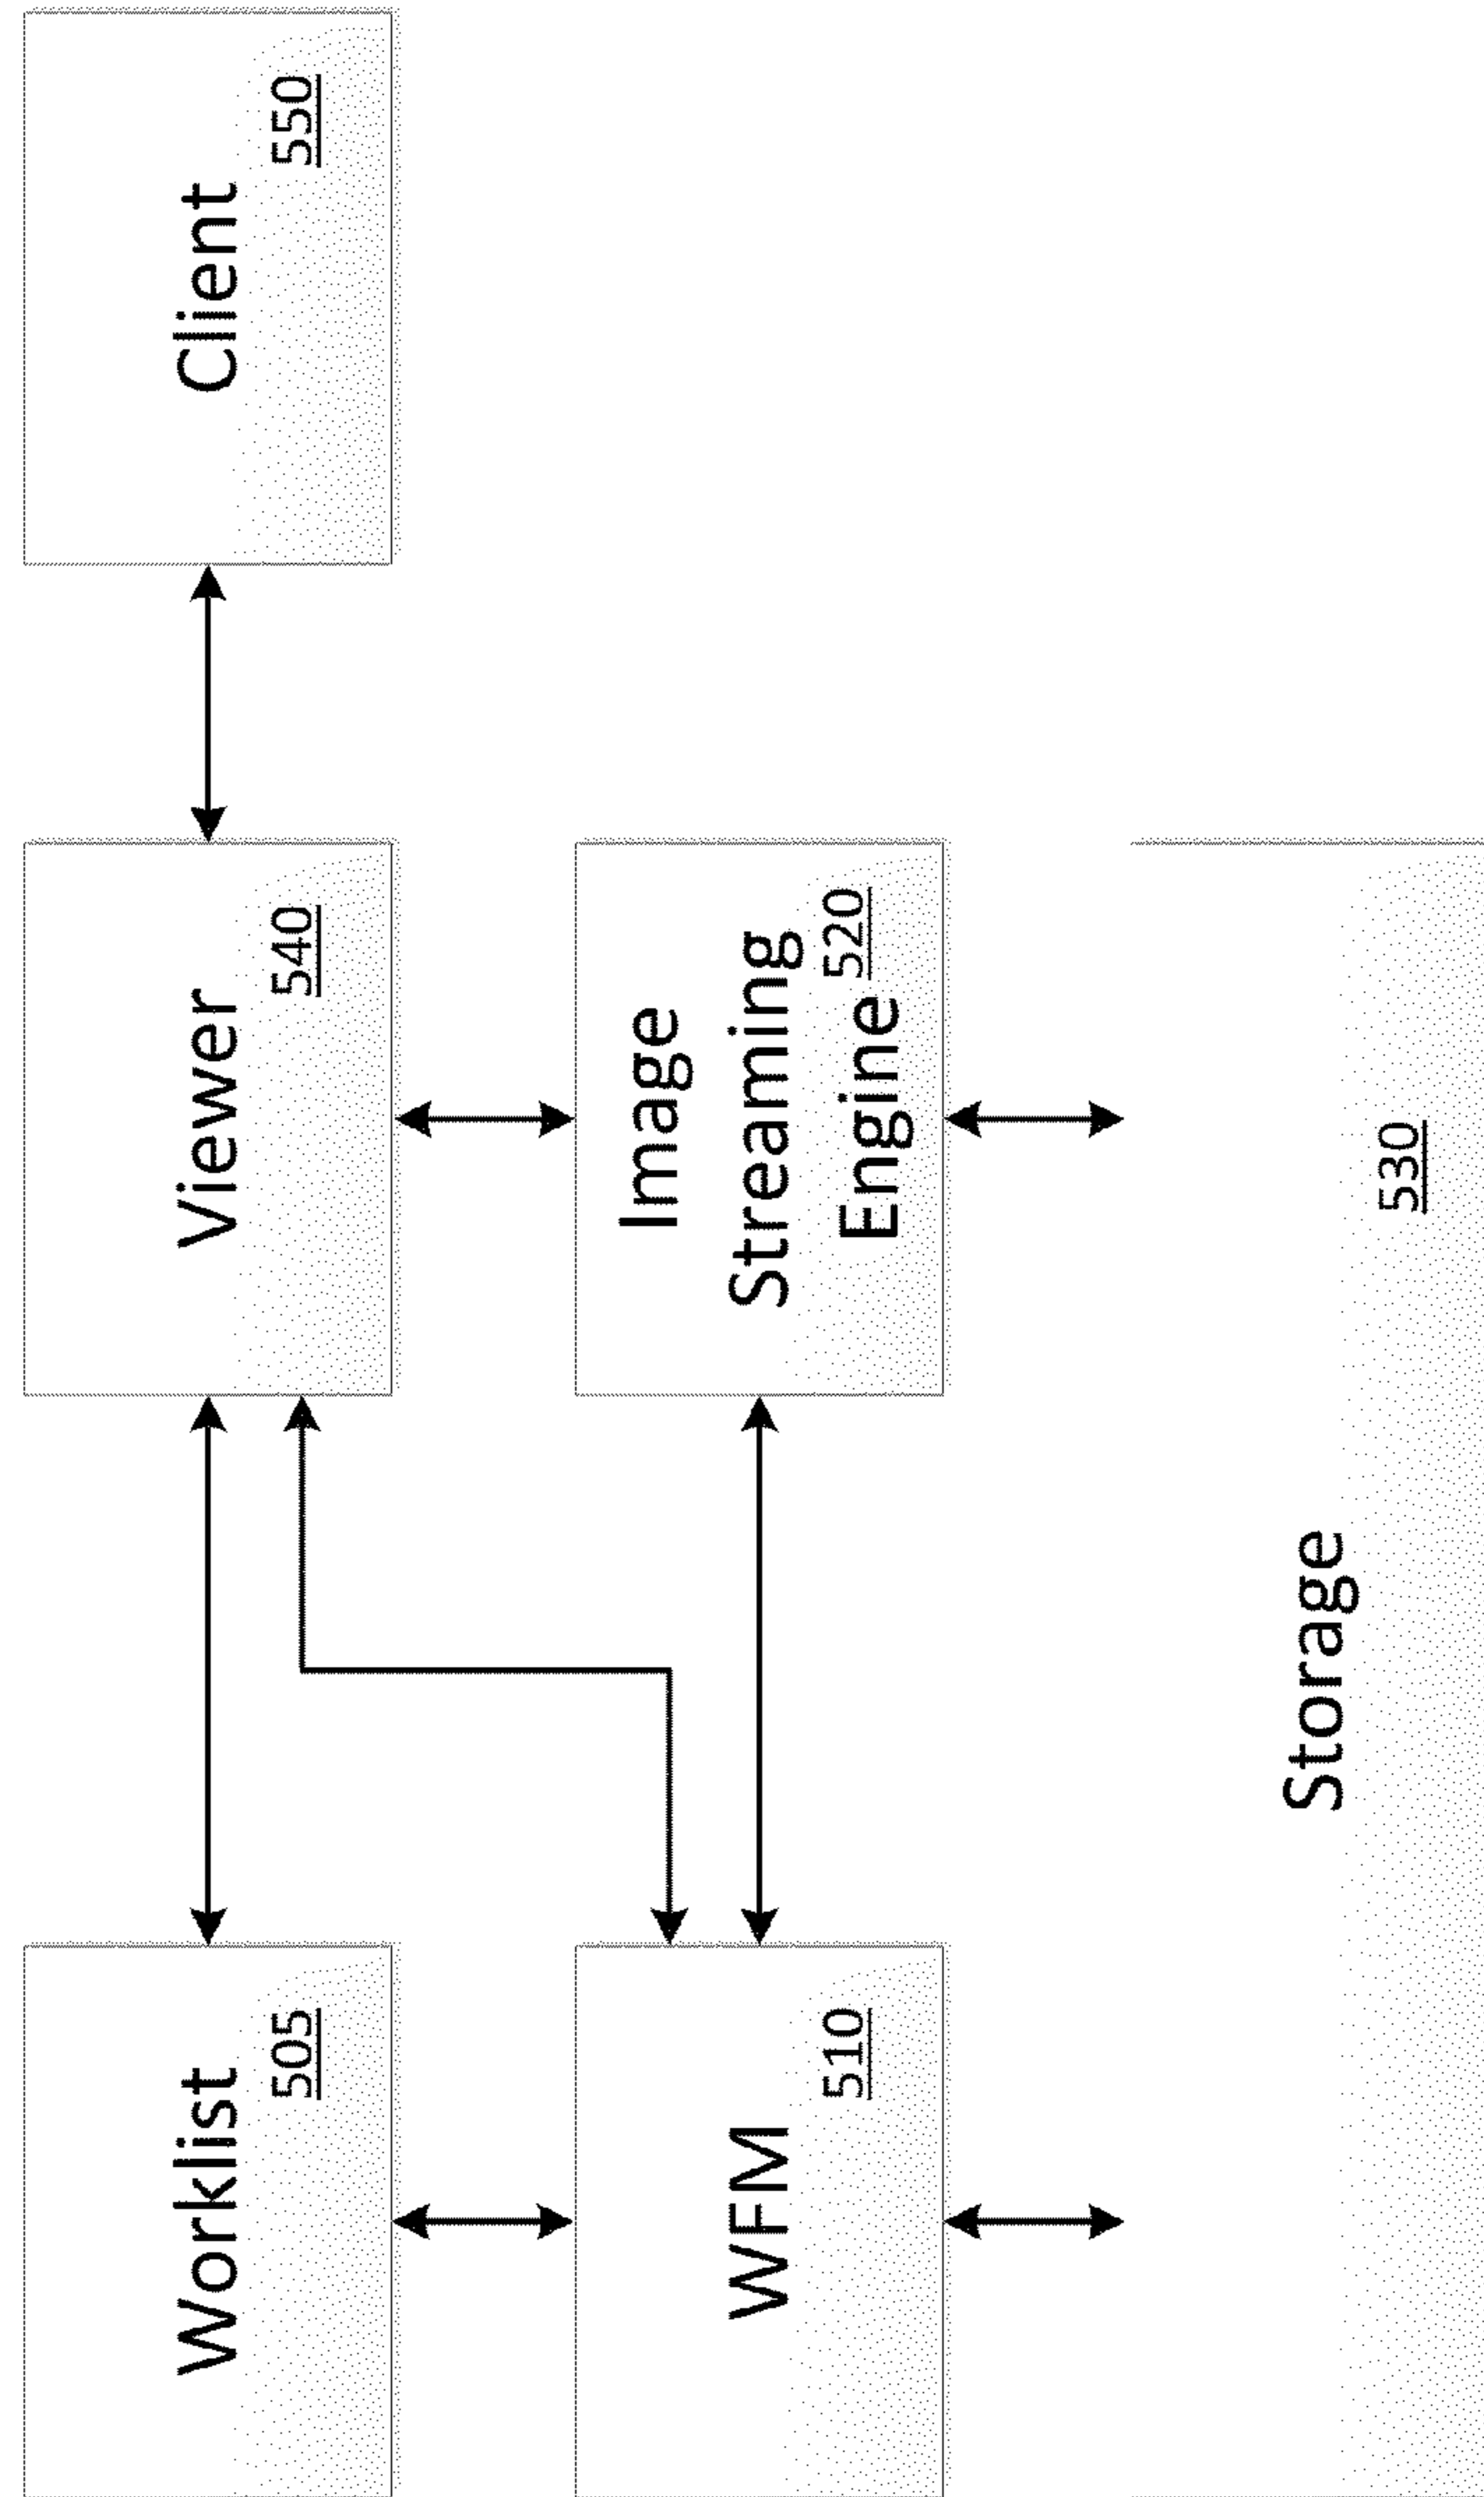 Worklist
505
Viewer
540
Client
550
WFM
510
Image
Streaming
Engine
520
Storage
530